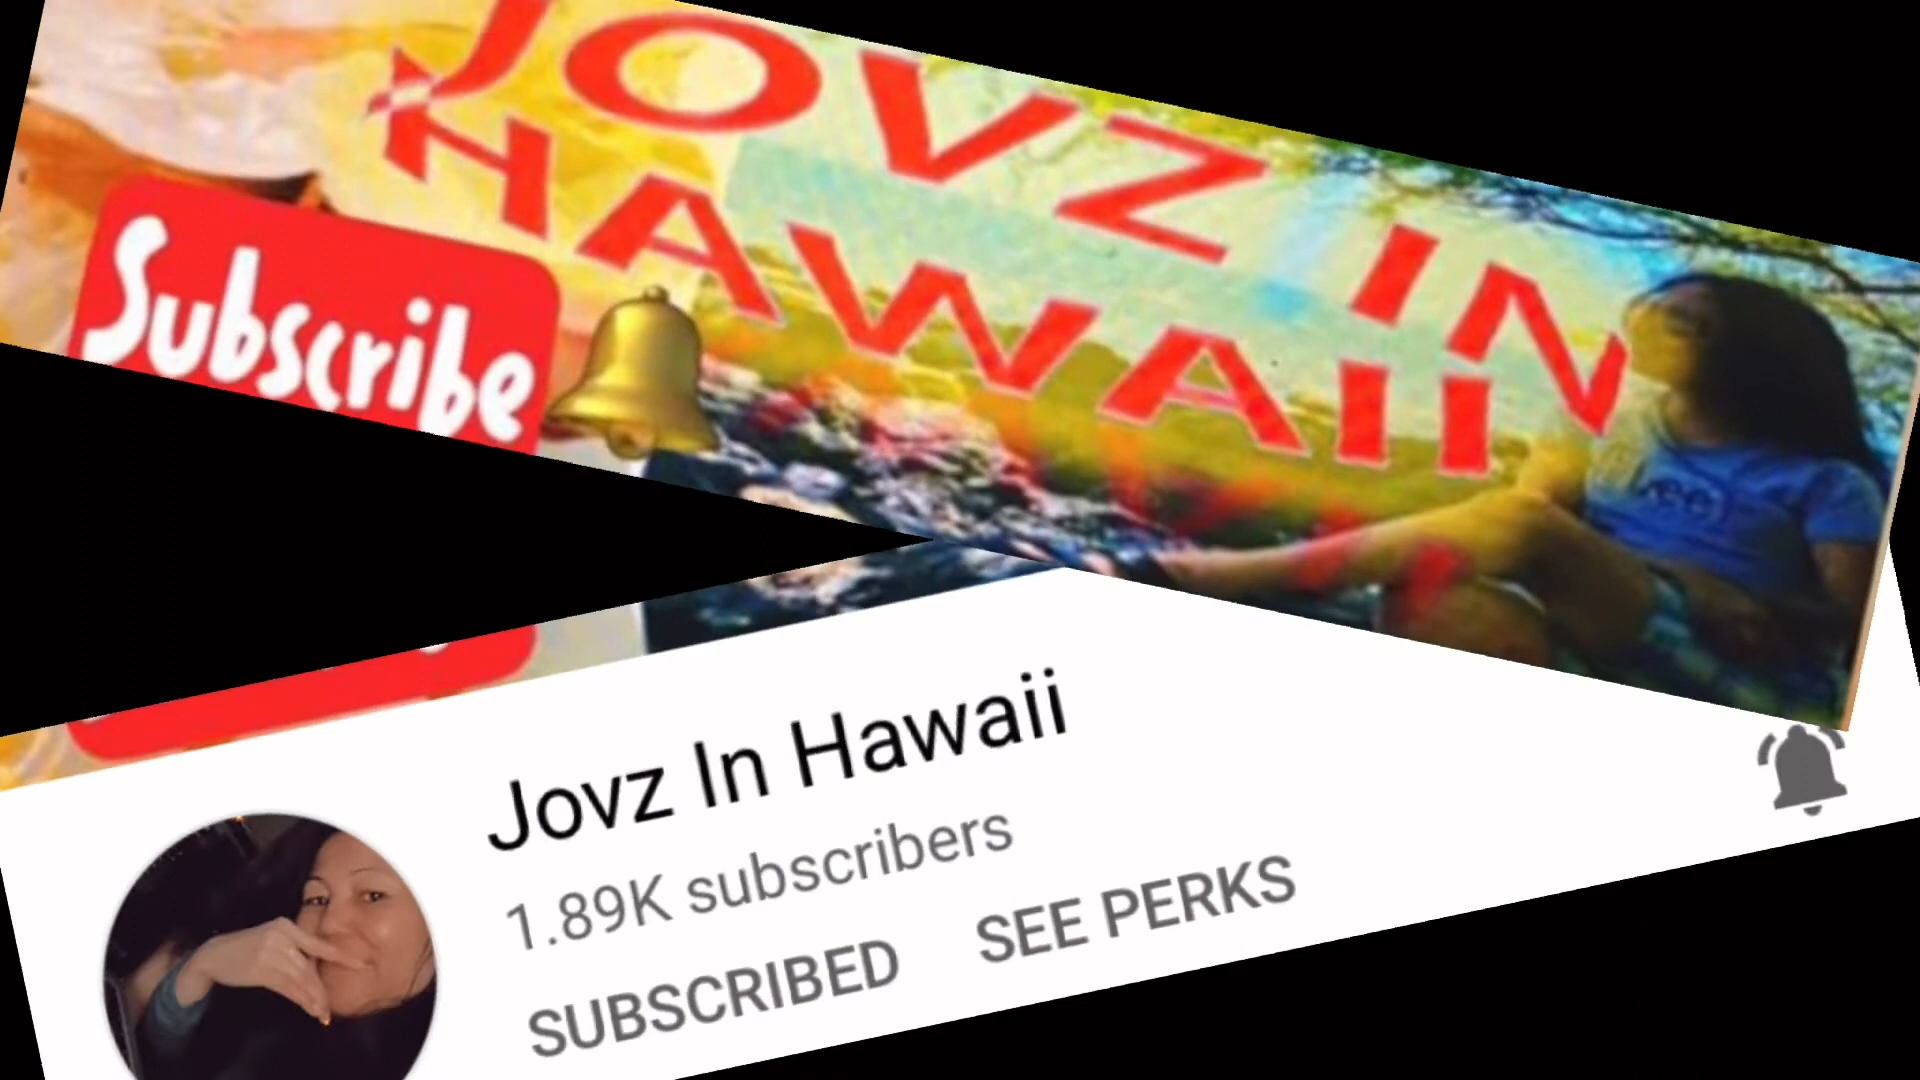 JOVZ IN
HAWAII
Subscribe
Jovz In Hawaii
1.89K subscribers
SUBSCRIBED SEE PERKS